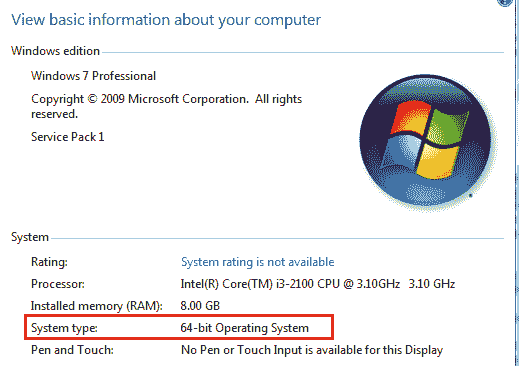 View basic information about your computer
Windows edition
Windows 7 Professional
Copyright © 2009 Microsoft Corporation.  All rights
reserved.
Service Pack 1
System
Rating: System rating is not available
Processor: Intel(R) Core(TM) i3-2100 CPU @ 3.10GHz   3.10 GHz
Installed memory (RAM): 8.00 GB
System type: 64-bit Operating System
Pen and Touch: No Pen or Touch Input is available for this Display